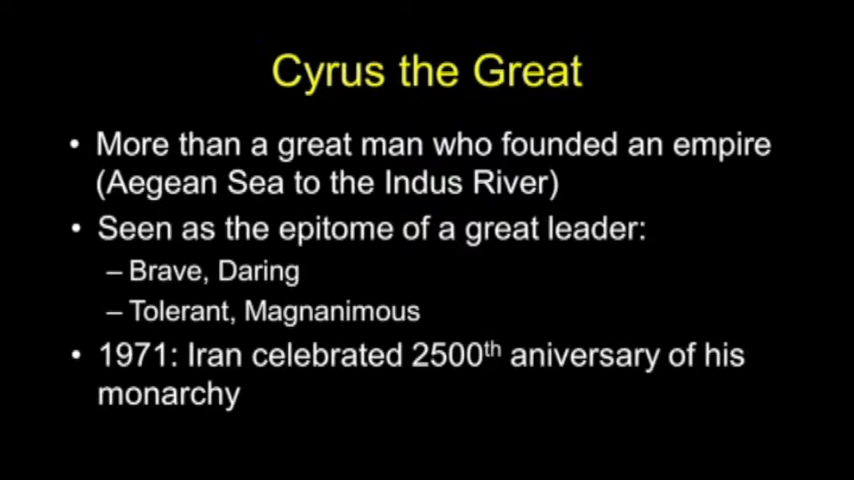 Cyrus the Great
• More than a great man who founded an empire
(Aegean Sea to the Indus River)
• Seen as the epitome of a great leader:
– Brave, Daring
– Tolerant, Magnanimous
• 1971: Iran celebrated 2500th aniversary of his
monarchy